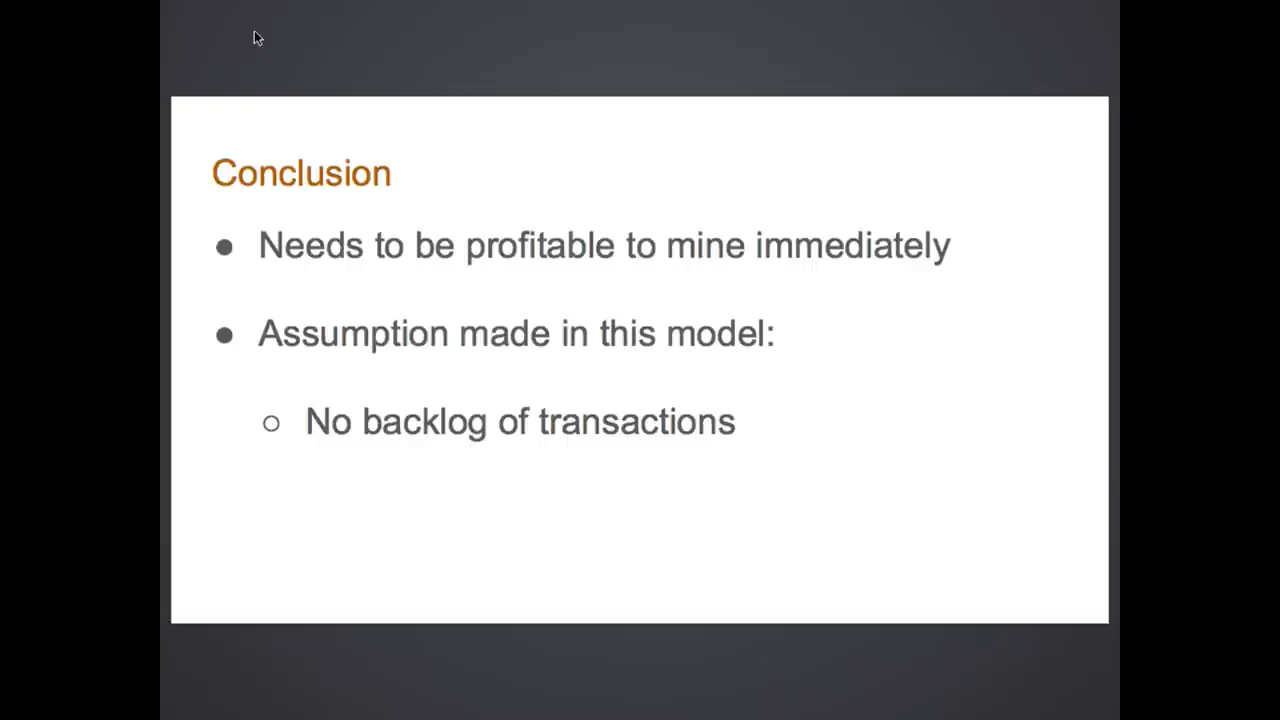 Conclusion
● Needs to be profitable to mine immediately
● Assumption made in this model:
○ No backlog of transactions